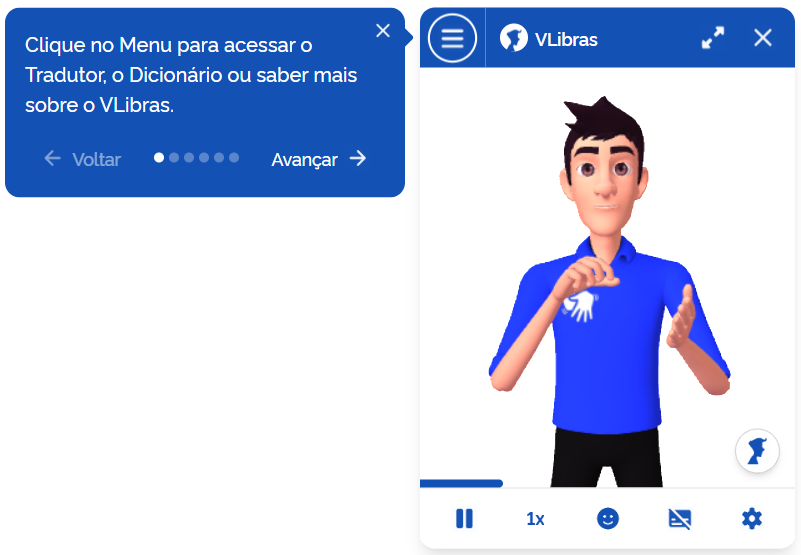 Clique no Menu para acessar o
Tradutor, o Dicionário ou saber mais
sobre o VLibras.
Voltar
Avançar
VLibras
1x